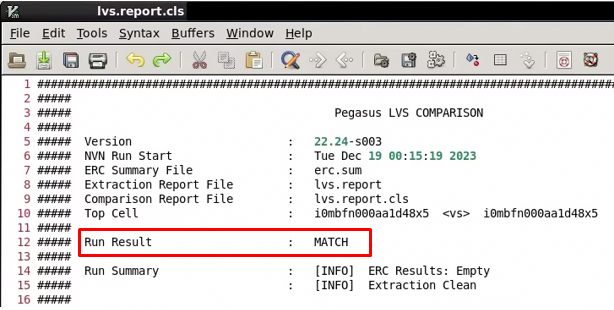 lvs.report.cls
File Edit Tools Syntax Buffers Window Help
1 ################################################################################
2 #####
3 ##### Pegasus LVS COMPARISON
4 #####
5 ##### Version : 22.24-s003
6 ##### NVN Run Start : Tue Dec 19 00:15:19 2023
7 ##### ERC Summary File : erc.sum
8 ##### Extraction Report File : lvs.report
9 ##### Comparison Report File : lvs.report.cls
10 ##### Top Cell : i0mbfn000aa1d48x5 <vs> i0mbfn000aa1d48x5
11 #####
12 ##### Run Result : MATCH
13 #####
14 ##### Run Summary : [INFO] ERC Results: Empty
15 ##### : [INFO] Extraction Clean
16 #####